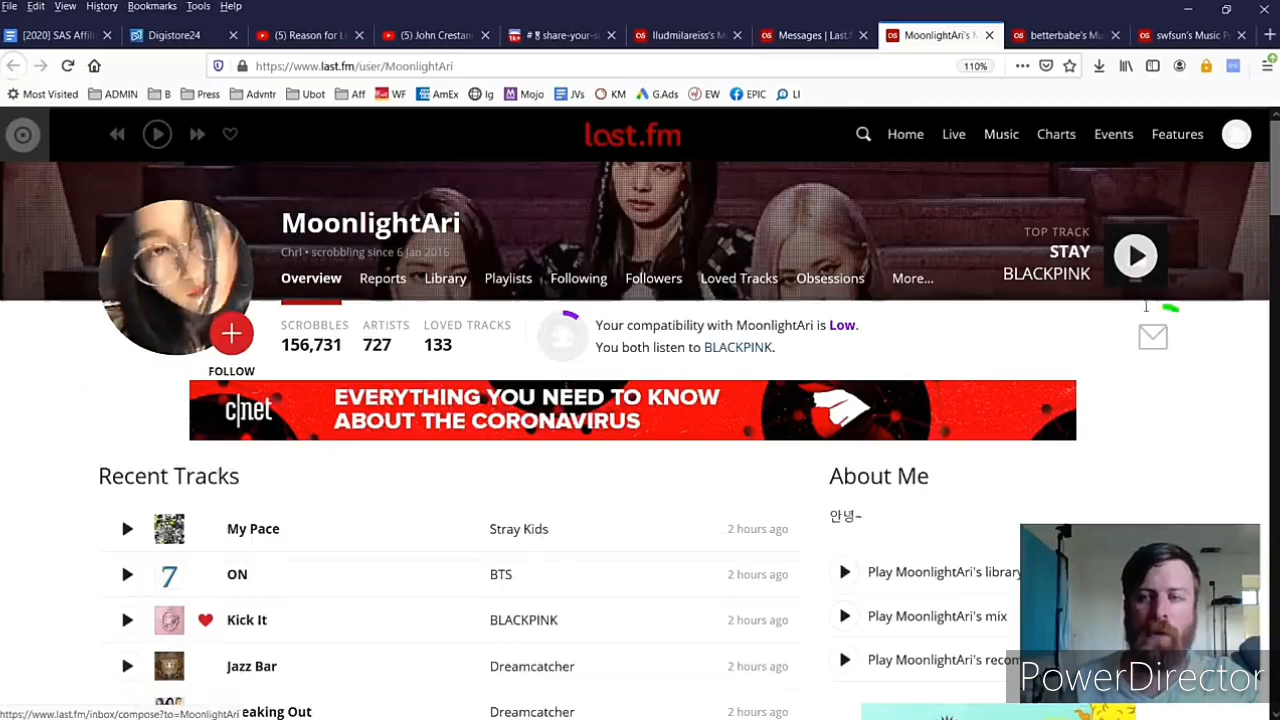 File Edit View History Bookmarks Tools Help
[2020] SAS Affili
Digistore24
(5) Reason for L
(5) John Crestan
# share-your-s
lludmilareiss's M
Messages | Last.f
MoonlightAri's M
betterbabe's Mu
swfsun's Music P
https://www.last.fm/user/MoonlightAri
110%
Most Visited ADMIN B Press Advntr Ubot Aff WF AmEx Ig Mojo JVs KM G.Ads EW EPIC LI
last.fm
Home Live Music Charts Events Features
MoonlightAri
Chrl • scrobbling since 6 Jan 2016
Overview Reports Library Playlists Following Followers Loved Tracks Obsessions More...
TOP TRACK
STAY
BLACKPINK
SCROBBLES ARTISTS LOVED TRACKS
156,731 727 133
Your compatibility with MoonlightAri is Low.
You both listen to BLACKPINK.
FOLLOW
c|net
EVERYTHING YOU NEED TO KNOW
ABOUT THE CORONAVIRUS
Recent Tracks
My Pace Stray Kids 2 hours ago
7 ON BTS 2 hours ago
Kick It BLACKPINK 2 hours ago
Jazz Bar Dreamcatcher 2 hours ago
eaking Out Dreamcatcher 2 hours ago
About Me
안녕~
Play MoonlightAri's library
Play MoonlightAri's mix
Play MoonlightAri's recom
PowerDirector
https://www.last.fm/inbox/compose?to=MoonlightAri